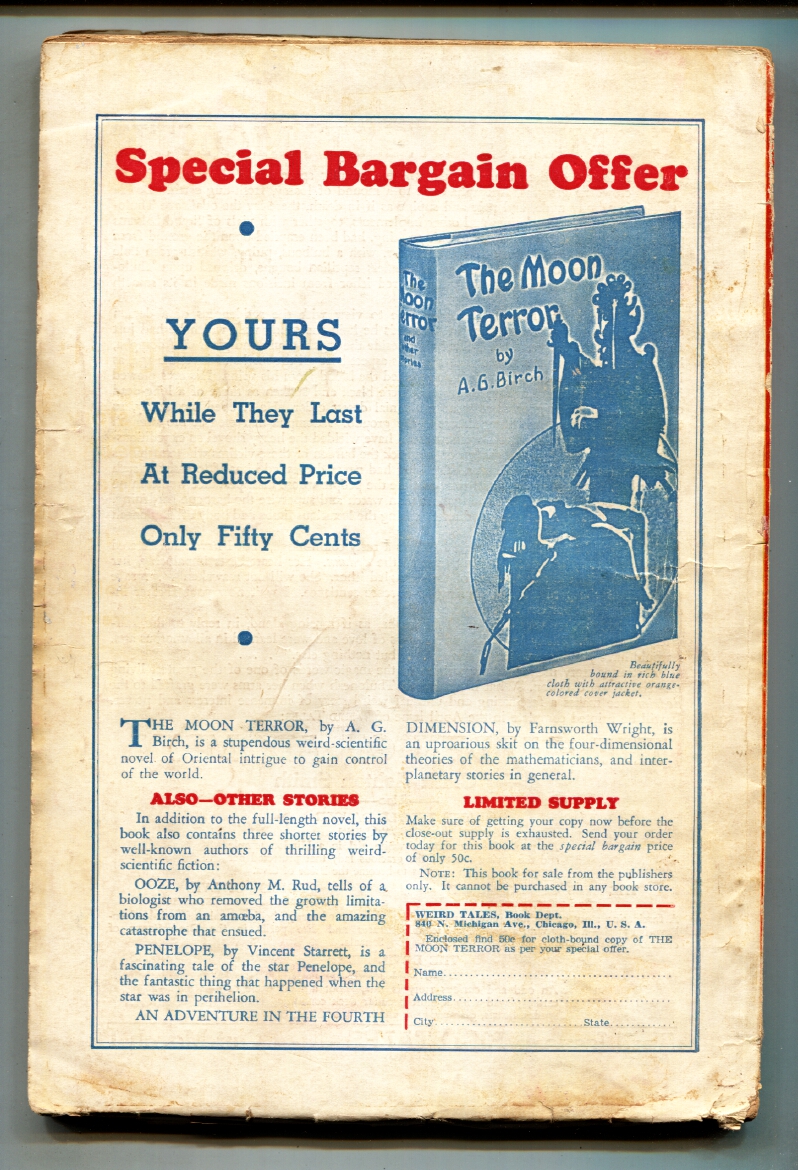 Special Bargain Offer
YOURS
While They Last
At Reduced Price
Only Fifty Cents
The
Moon
Terror
and
other
stories
The Moon
Terror
by
A.G.Birch
Beautifully
bound in rich blue
cloth with attractive orange-
colored cover jacket.
THE MOON TERROR, by A. G.
Birch, is a stupendous weird-scientific
novel of Oriental intrigue to gain control
of the world.
ALSO—OTHER STORIES
In addition to the full-length novel, this
book also contains three shorter stories by
well-known authors of thrilling weird-
scientific fiction:
OOZE, by Anthony M. Rud, tells of a
biologist who removed the growth limita-
tions from an amœba, and the amazing
catastrophe that ensued.
PENELOPE, by Vincent Starrett, is a
fascinating tale of the star Penelope, and
the fantastic thing that happened when the
star was in perihelion.
AN ADVENTURE IN THE FOURTH
DIMENSION, by Farnsworth Wright, is
an uproarious skit on the four-dimensional
theories of the mathematicians, and inter-
planetary stories in general.
LIMITED SUPPLY
Make sure of getting your copy now before the
close-out supply is exhausted. Send your order
today for this book at the special bargain price
of only 50c.
NOTE: This book for sale from the publishers
only. It cannot be purchased in any book store.
WEIRD TALES, Book Dept.
840 N. Michigan Ave., Chicago, Ill., U. S. A.
Enclosed find 50c for cloth-bound copy of THE
MOON TERROR as per your special offer.
Name
Address
City State